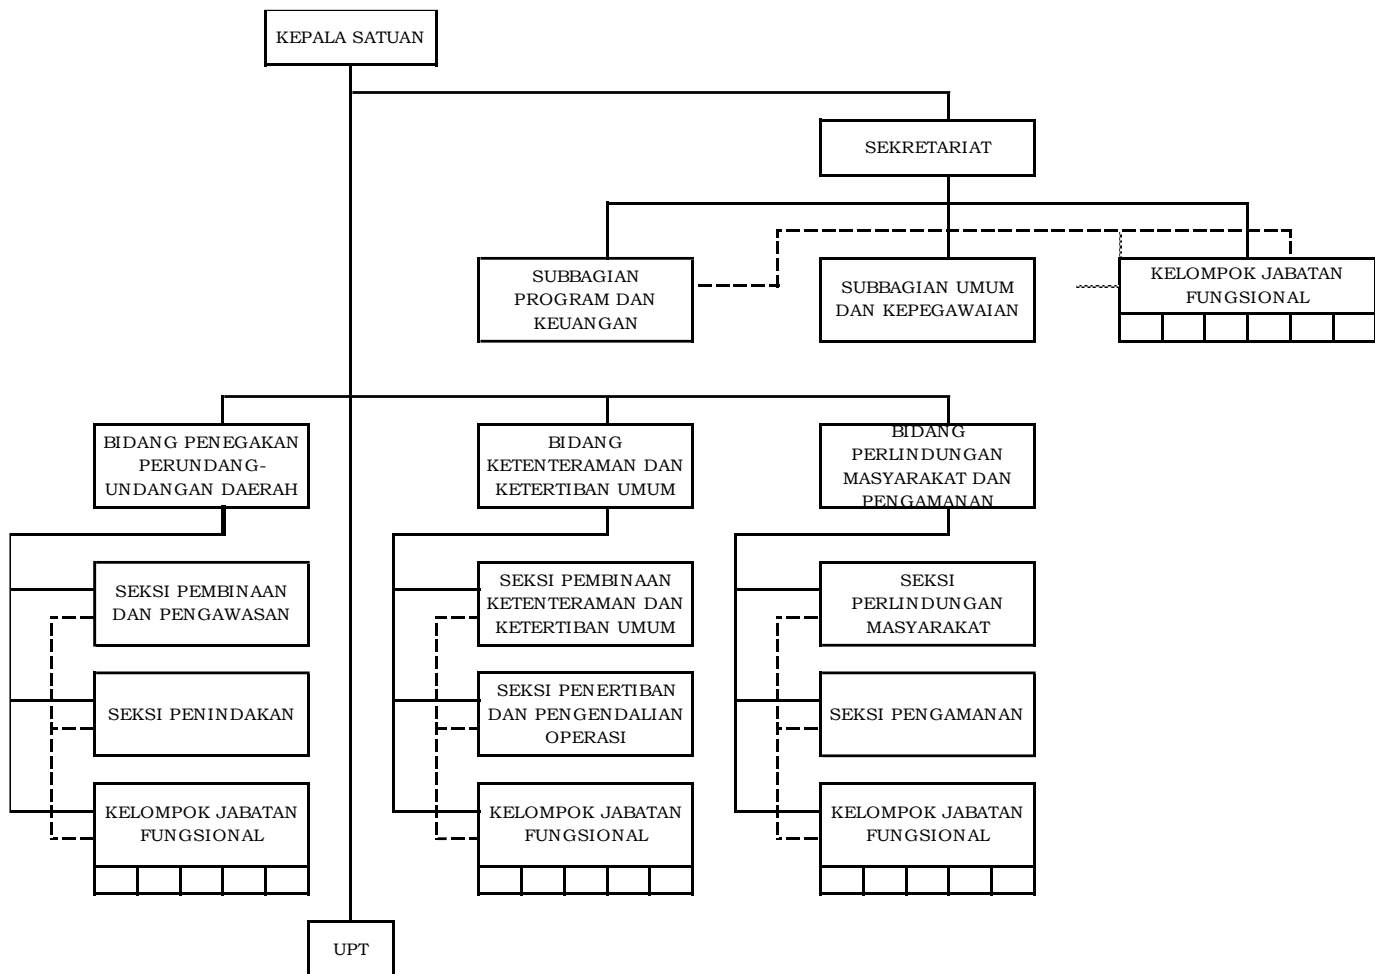 KEPALA SATUAN
SEKRETARIAT
SUBBAGIAN
PROGRAM DAN
KEUANGAN
SUBBAGIAN UMUM
DAN KEPEGAWAIAN
KELOMPOK JABATAN
FUNGSIONAL
BIDANG PENEGAKAN
PERUNDANG-
UNDANGAN DAERAH
BIDANG
KETENTERAMAN DAN
KETERTIBAN UMUM
BIDANG
PERLINDUNGAN
MASYARAKAT DAN
PENGAMANAN
SEKSI PEMBINAAN
DAN PENGAWASAN
SEKSI PEMBINAAN
KETENTERAMAN DAN
KETERTIBAN UMUM
SEKSI
PERLINDUNGAN
MASYARAKAT
SEKSI PENINDAKAN
SEKSI PENERTIBAN
DAN PENGENDALIAN
OPERASI
SEKSI PENGAMANAN
KELOMPOK JABATAN
FUNGSIONAL
KELOMPOK JABATAN
FUNGSIONAL
KELOMPOK JABATAN
FUNGSIONAL
UPT